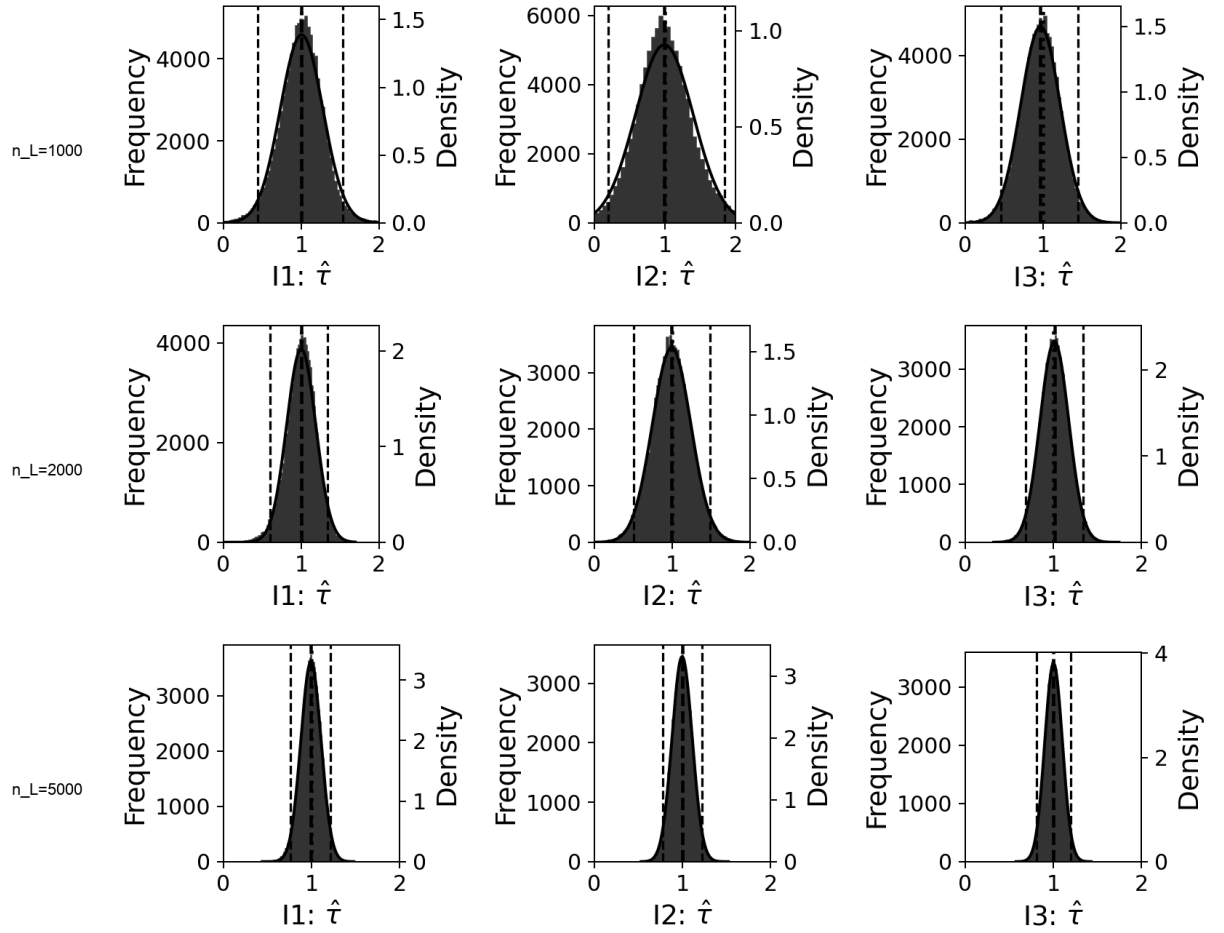 n_L=1000
Frequency
4000
2000
0
0 1 2
I1: τ̂
1.5
1.0
0.5
0.0
Density
Frequency
6000
4000
2000
0
0 1 2
I2: τ̂
1.0
0.5
0.0
Density
Frequency
4000
2000
0
0 1 2
I3: τ̂
1.5
1.0
0.5
0.0
Density
n_L=2000
Frequency
4000
2000
0
0 1 2
I1: τ̂
2
1
0
Density
Frequency
3000
2000
1000
0
0 1 2
I2: τ̂
1.5
1.0
0.5
0.0
Density
Frequency
3000
2000
1000
0
0 1 2
I3: τ̂
2
1
0
Density
n_L=5000
Frequency
3000
2000
1000
0
0 1 2
I1: τ̂
3
2
1
0
Density
Frequency
3000
2000
1000
0
0 1 2
I2: τ̂
3
2
1
0
Density
Frequency
3000
2000
1000
0
0 1 2
I3: τ̂
4
2
0
Density